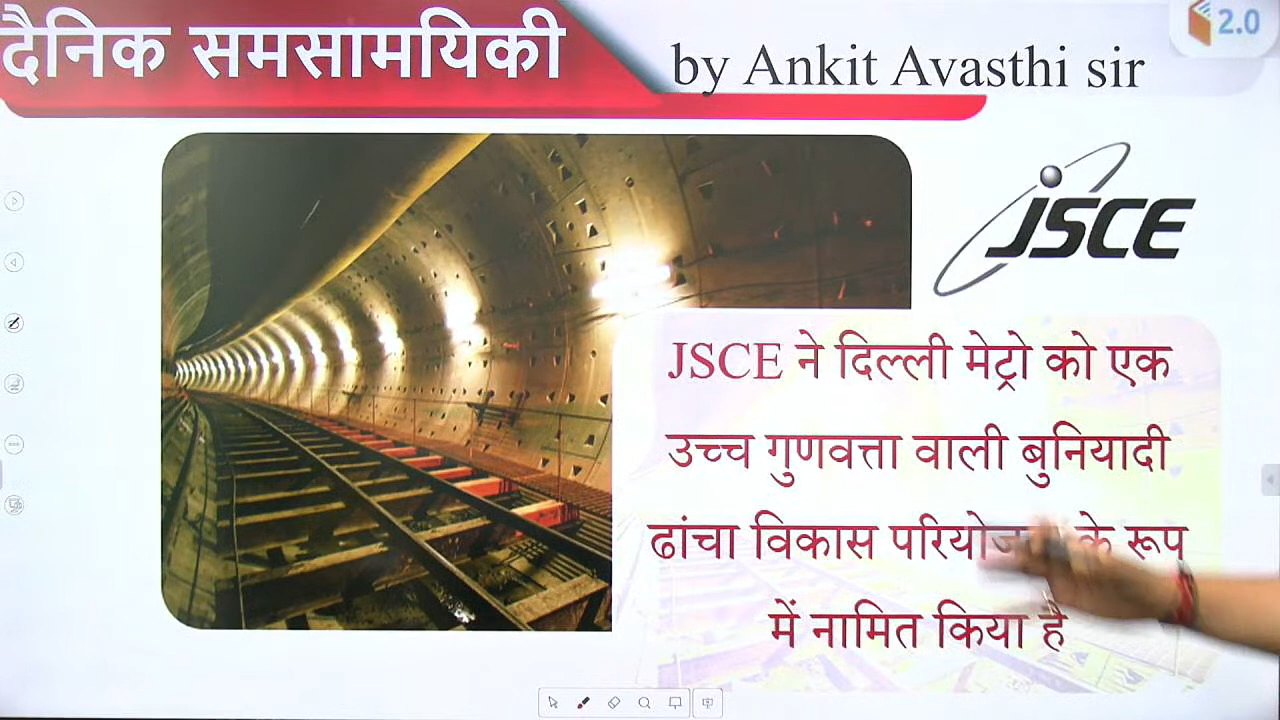 दैनिक समसामयिकी
by Ankit Avasthi sir
2.0
JSCE
JSCE ने दिल्ली मेट्रो को एक
उच्च गुणवत्ता वाली बुनियादी
ढांचा विकास के रूप
में नामित किया है